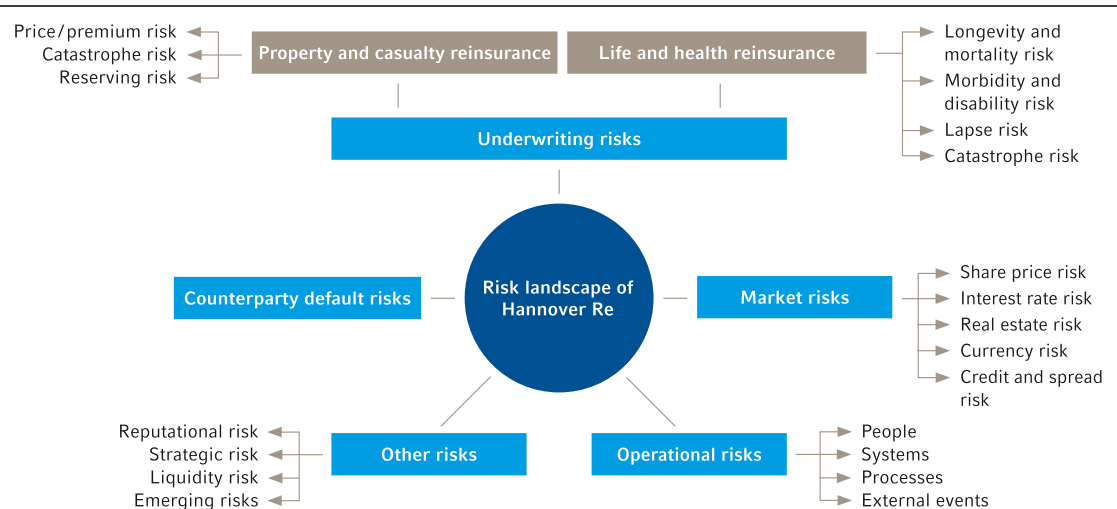 Price/premium risk
Catastrophe risk
Reserving risk
Property and casualty reinsurance
Life and health reinsurance
Longevity and
mortality risk
Morbidity and
disability risk
Lapse risk
Catastrophe risk
Underwriting risks
Counterparty default risks
Risk landscape of
Hannover Re
Market risks
Share price risk
Interest rate risk
Real estate risk
Currency risk
Credit and spread
risk
Reputational risk
Strategic risk
Liquidity risk
Emerging risks
Other risks
Operational risks
People
Systems
Processes
External events